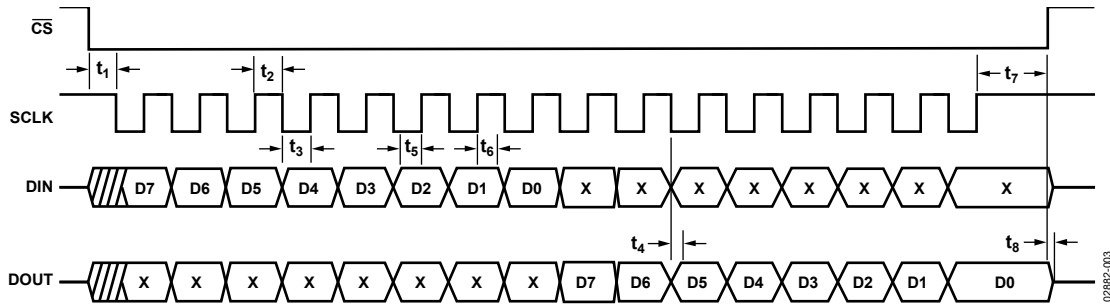 CS
t1
t2
t7
SCLK
t3
t5
t6
DIN
D7 D6 D5 D4 D3 D2 D1 D0 X X X X X X X X
t4
t8
DOUT
X X X X X X X X D7 D6 D5 D4 D3 D2 D1 D0
02892-003